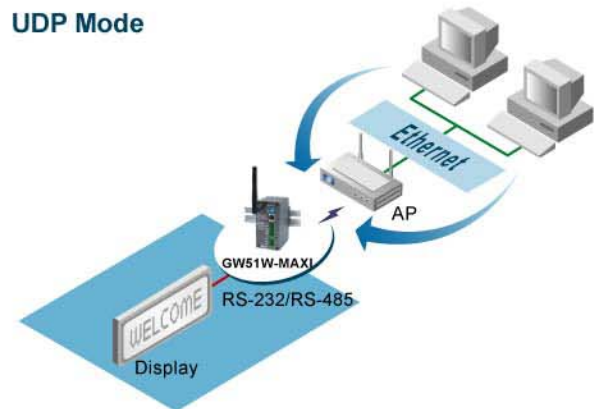 UDP Mode
Ethernet
AP
GW51W-MAXI
RS-232/RS-485
WELCOME
Display